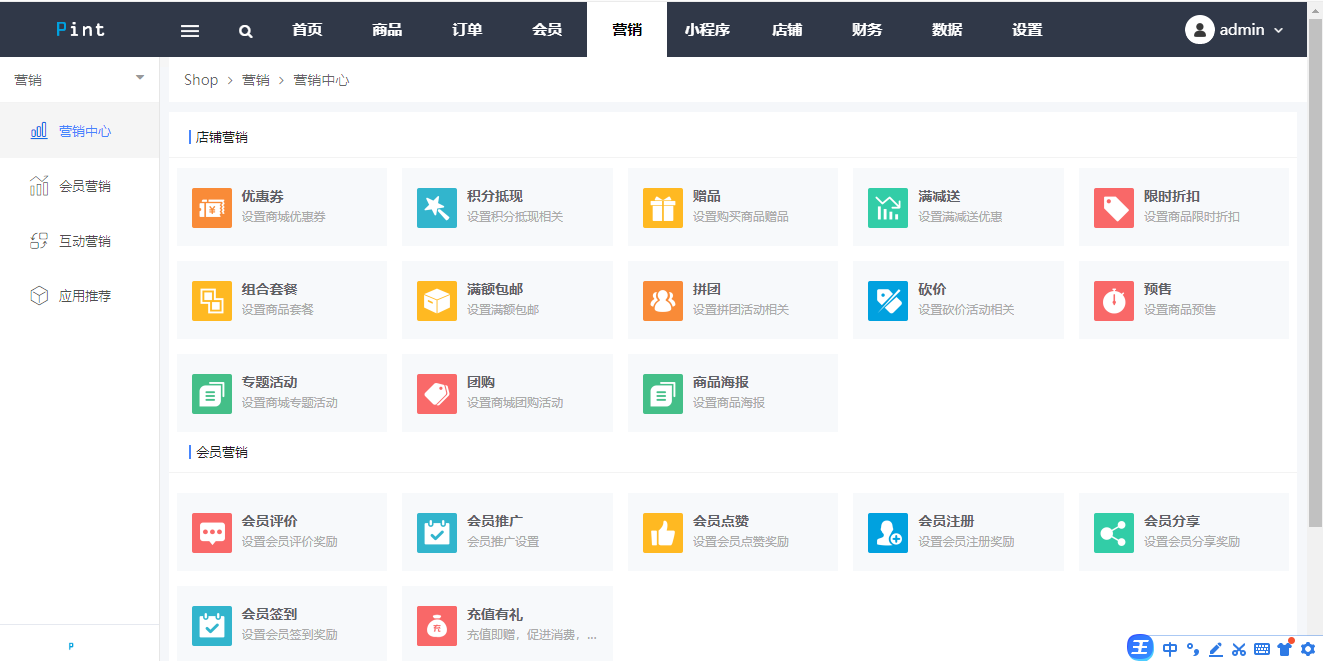 Pint
首页 商品 订单 会员 营销 小程序 店铺 财务 数据 设置
admin
营销
Shop > 营销 > 营销中心
营销中心
会员营销
互动营销
应用推荐
P
店铺营销
优惠券
设置商城优惠券
积分抵现
设置积分抵现相关
赠品
设置购买商品赠品
满减送
设置满减送优惠
限时折扣
设置商品限时折扣
组合套餐
设置商品套餐
满额包邮
设置满额包邮
拼团
设置拼团活动相关
砍价
设置砍价活动相关
预售
设置商品预售
专题活动
设置商城专题活动
团购
设置商城团购活动
商品海报
设置商品海报
会员营销
会员评价
设置会员评价奖励
会员推广
会员推广设置
会员点赞
设置会员点赞奖励
会员注册
设置会员注册奖励
会员分享
设置会员分享奖励
会员签到
设置会员签到奖励
充
充值有礼
充值即赠，促进消费，...
王 中